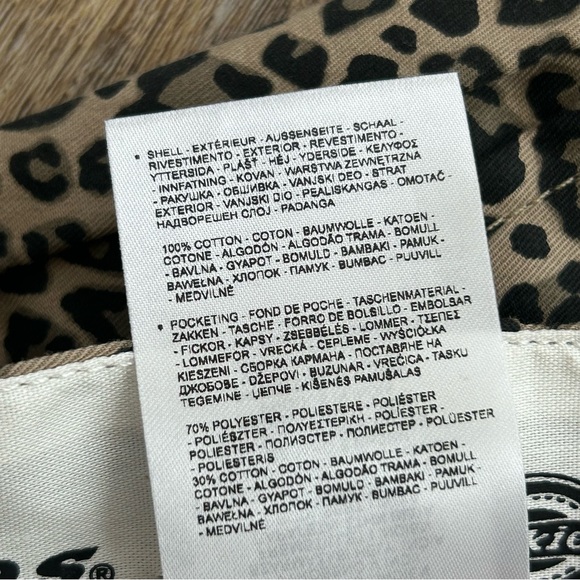 • SHELL - EXTÉRIEUR - AUSSENSEITE - SCHAAL -
RIVESTIMENTO - EXTERIOR - REVESTIMENTO -
YTTERSIDA - PLÁŠŤ - HÉJ - YDERSIDE - ΚΕΛΥΦΟΣ
- INNFATNING - KOVAN - WARSTWA ZEWNĘTRZNA
- РАКУШКА - ОБШИВКА - VANJSKI DEO - STRAT
EXTERIOR - VANJSKI DIO - PEALISKANGAS - OMOTAČ -
НАДВОРЕШЕН СЛОЈ - PADANGA
100% COTTON - COTON - BAUMWOLLE - KATOEN -
COTONE - ALGODÓN - ALGODÃO TRAMA - BOMULL
- BAVLNA - GYAPOT - BOMULD - ΒΑΜΒΑΚΙ - PAMUK -
BAWEŁNA - ХЛОПОК - ПАМУК - BUMBAC - PUUVILL
- MEDVILNĖ
• POCKETING - FOND DE POCHE - TASCHENMATERIAL -
ZAKKEN - TASCHE - FORRO DE BOLSILLO - EMBOLSAR
- FICKOR - KAPSY - ZSEBBÉLÉS - LOMMER - ΤΣΕΠΕΣ
- LOMMEFÔR - VRECKÁ - CEPLEME - WYŚCIÓŁKA
KIESZENI - СБОРКА КАРМАНА - ПОСТАВЯНЕ НА
ДЖОБОВЕ - DŽEPOVI - BUZUNAR - VREĆICA - TASKU
TEGEMINE - ЏЕПЧЕ - KIŠENĖS PAMUŠALAS
70% POLYESTER - POLIESTERE - POLIESTER
- POLIÉSZTER - ΠΟΛΥΕΣΤΕΡΙΚΗ - POLIÉSTER -
POLIESTER - ПОЛИЭСТЕР - ПОЛИЕСТЕР - POLÜESTER
- POLIESTERIS
30% COTTON - COTON - BAUMWOLLE - KATOEN -
COTONE - ALGODÓN - ALGODÃO TRAMA - BOMULL
- BAVLNA - GYAPOT - BOMULD - ΒΑΜΒΑΚΙ - PAMUK -
BAWEŁNA - ХЛОПОК - ПАМУК - BUMBAC - PUUVILL
- MEDVILNĖ
®
kie